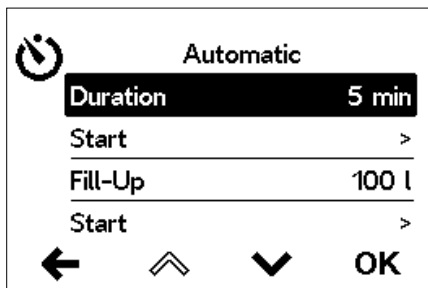 Automatic
Duration 5 min
Start >
Fill-Up 100 l
Start >
OK